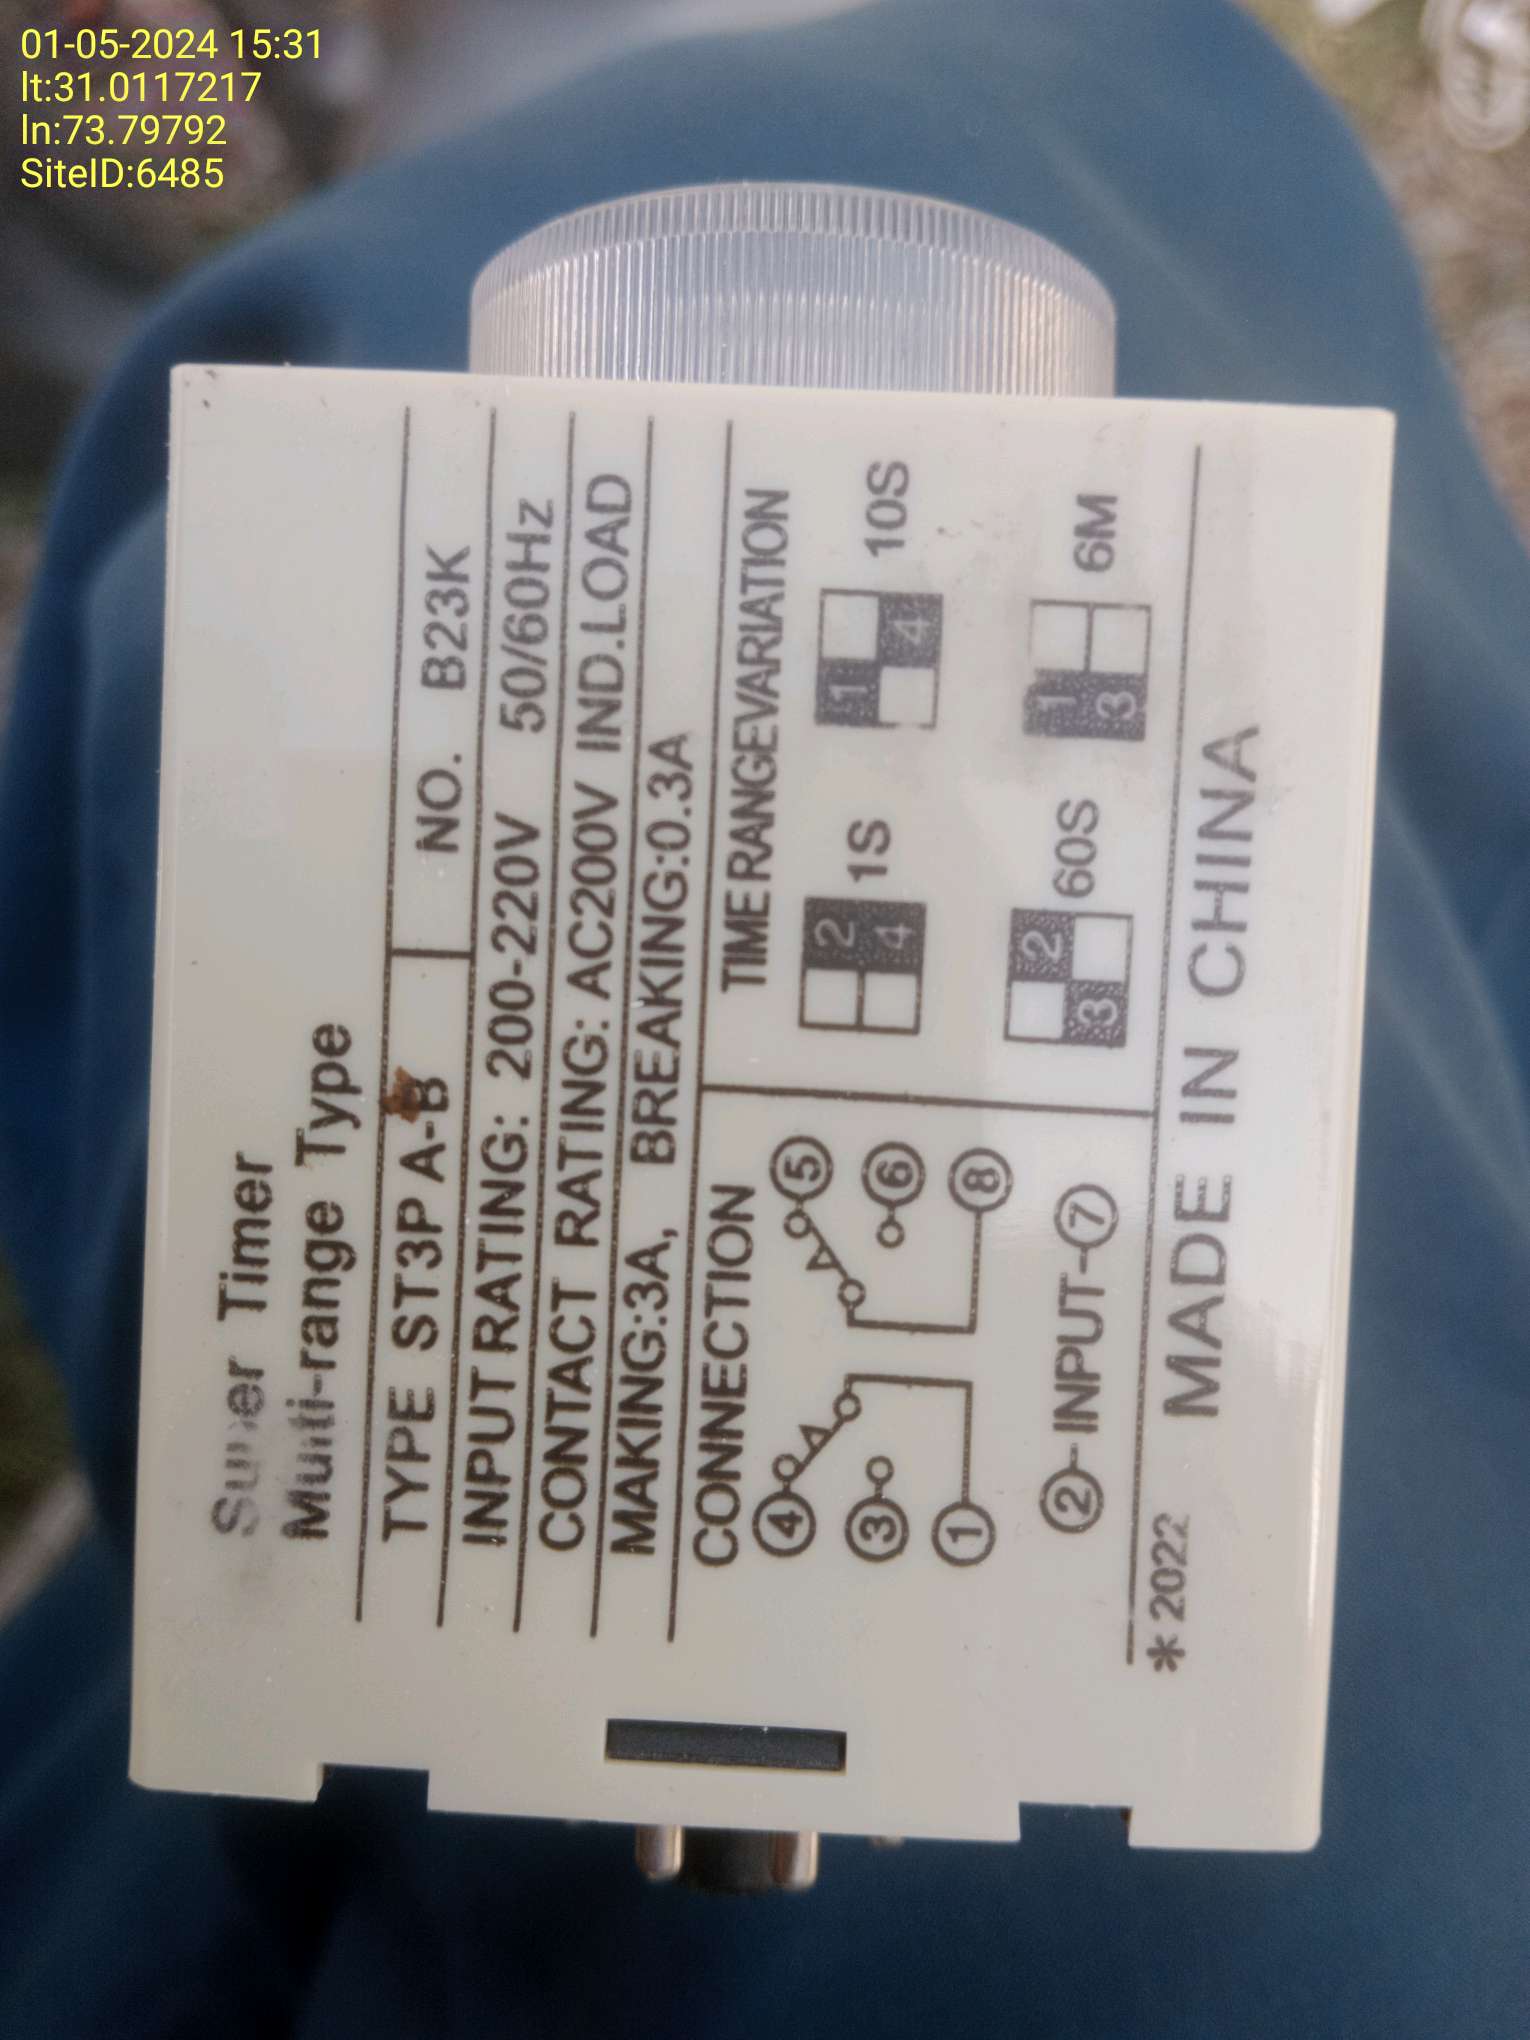 01-05-2024 15:31
lt:31.0117217
ln:73.79792
SiteID:6485
Super Timer
Multi-range Type
TYPE ST3P A-B NO. B23K
INPUT RATING: 200-220V 50/60Hz
CONTACT RATING: AC200V IND.LOAD
MAKING:3A, BREAKING:0.3A
CONNECTION
4 5
3 6
1 8
2 INPUT 7
TIME RANGE VARIATION
2 4 1S
1 4 10S
2 3 60S
1 3 6M
*2022 MADE IN CHINA